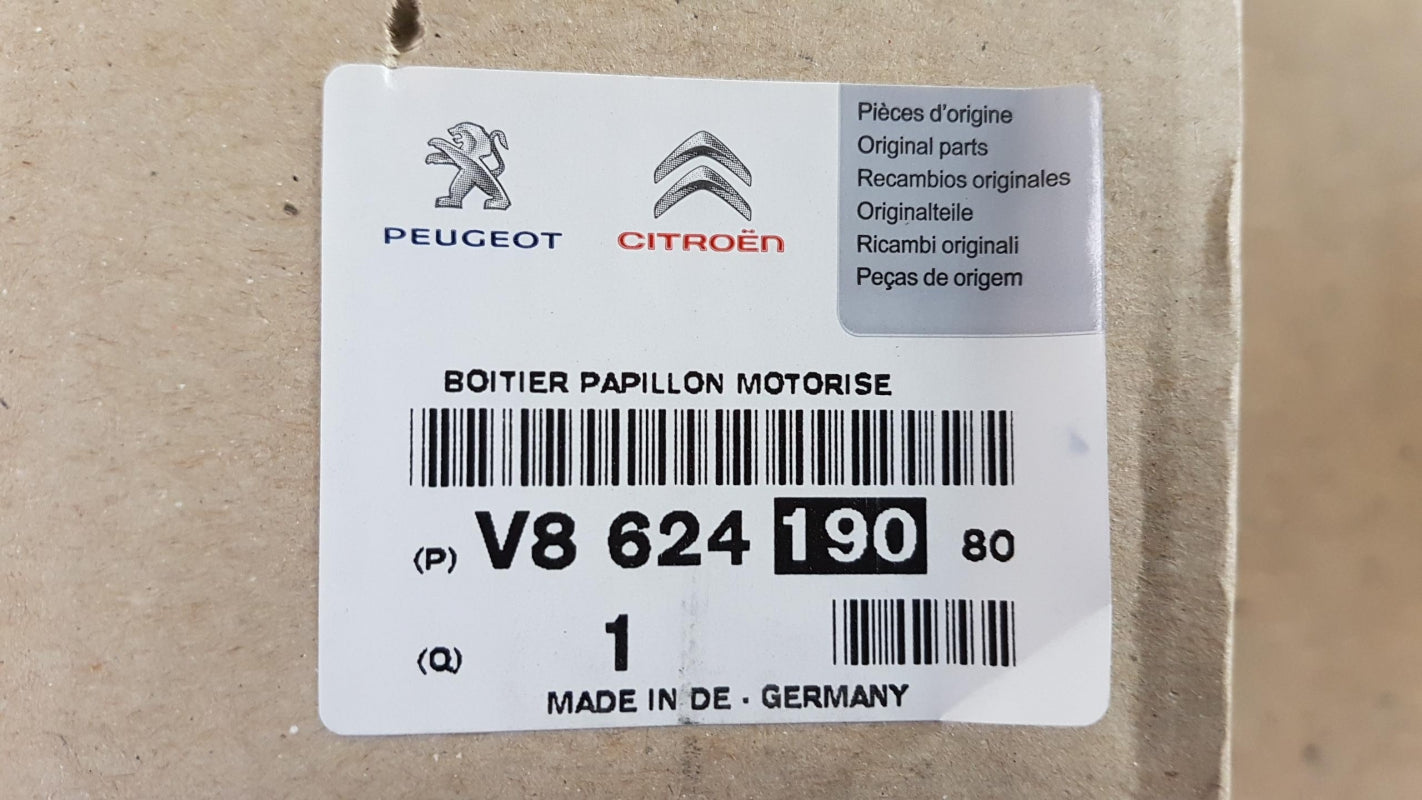 PEUGEOT
CITROËN
Pièces d'origine
Original parts
Recambios originales
Originalteile
Ricambi originali
Peças de origem
BOITIER PAPILLON MOTORISE
(P) V8 624 190 80
(Q) 1
MADE IN DE . GERMANY